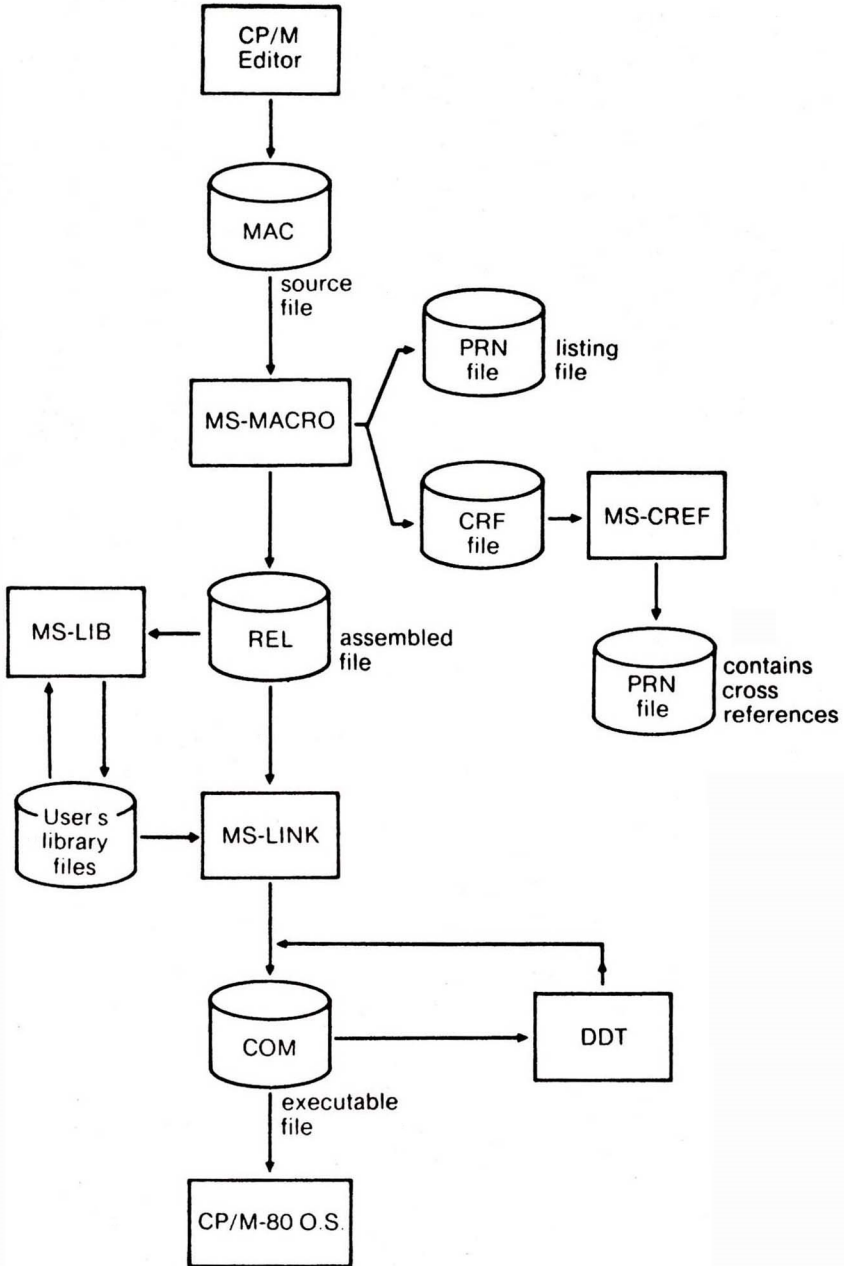 CP/M
Editor
MAC
source
file
PRN
file
listing
file
MS-MACRO
CRF
file
MS-CREF
MS-LIB
REL
assembled
file
PRN
file
contains
cross
references
User s
library
files
MS-LINK
COM
DDT
executable
file
CP/M-80 O.S.